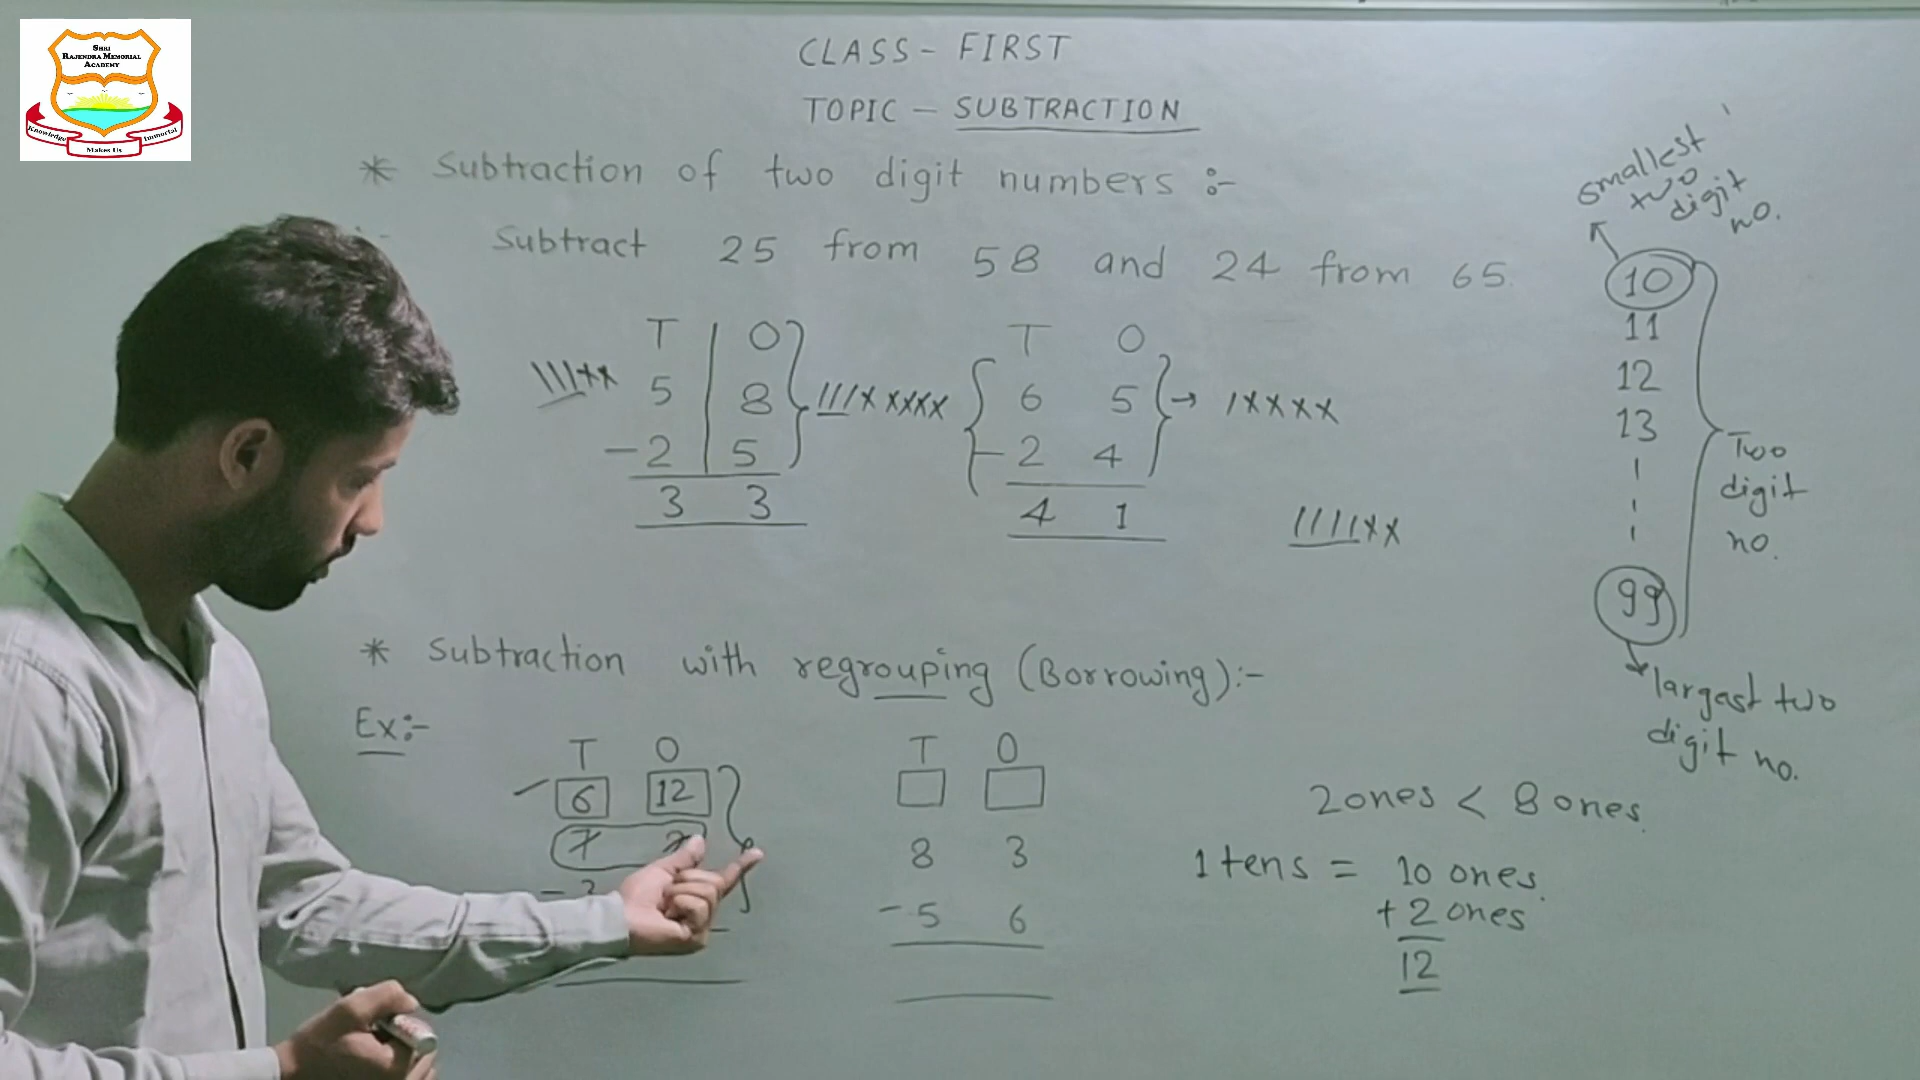 SHRI
RAJENDRA MEMORIAL
ACADEMY
Knowledge Makes Us Immortal
CLASS - FIRST
TOPIC - SUBTRACTION
* Subtraction of two digit numbers :-
Subtract 25 from 58 and 24 from 65.
T O
5 8
-2 5
3 3
T O
6 5
-2 4
4 1
smallest
two
digit
no.
10
11
12
13
99
Two
digit
no.
largest two
digit no.
* Subtraction with regrouping (Borrowing):-
Ex:-
T O
6 12
7 2
T O
8 3
-5 6
2 ones < 8 ones.
1 tens = 10 ones.
+ 2 ones
12